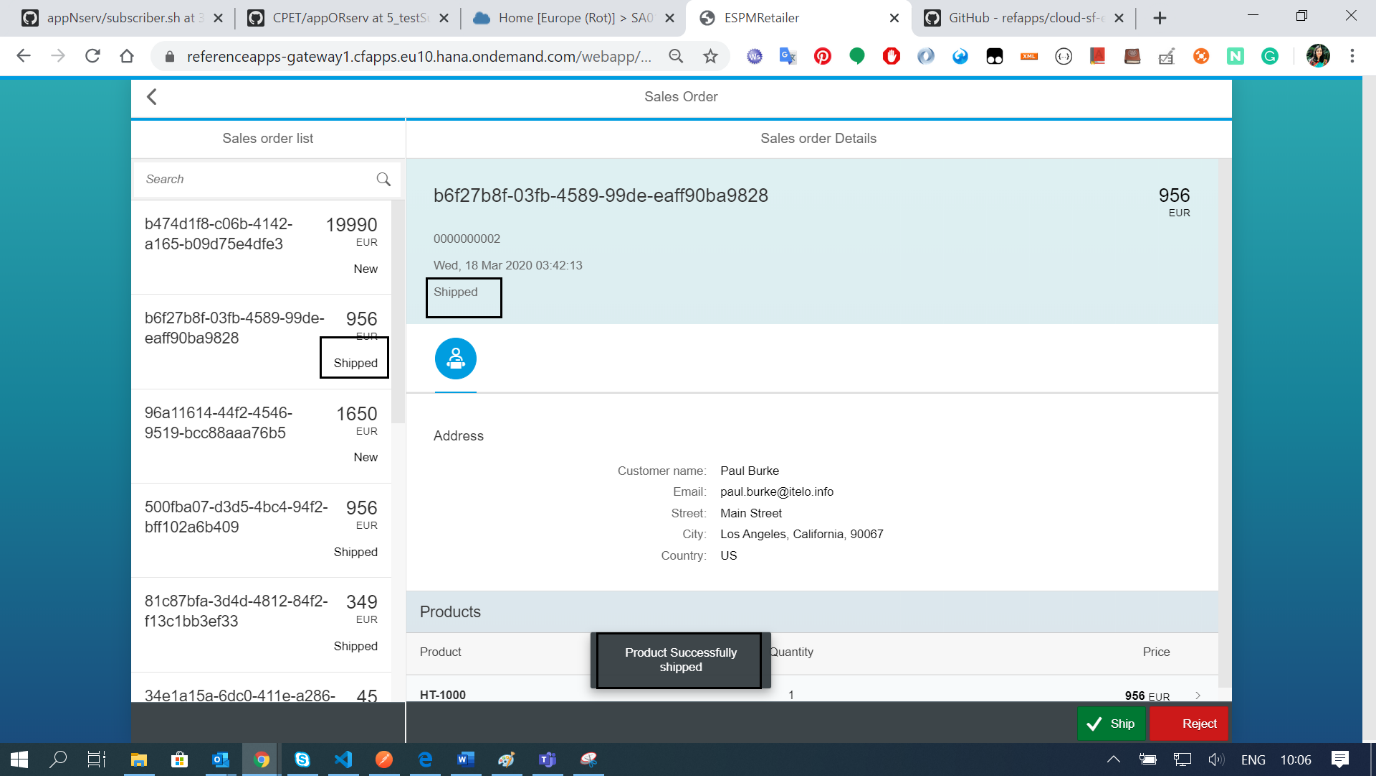 appNserv/subscriber.sh at 3
CPET/appORserv at 5_testSu
Home [Europe (Rot)] > SA0
ESPMRetailer
GitHub - refapps/cloud-sf-
referenceapps-gateway1.cfapps.eu10.hana.ondemand.com/webapp/...
XML
Sales Order
Sales order list
Sales order Details
Search
b474d1f8-c06b-4142-
a165-b09d75e4dfe3
19990
EUR
New
b6f27b8f-03fb-4589-99de-
eaff90ba9828
956
EUR
Shipped
96a11614-44f2-4546-
9519-bcc88aaa76b5
1650
EUR
New
500fba07-d3d5-4bc4-94f2-
bff102a6b409
956
EUR
Shipped
81c87bfa-3d4d-4812-84f2-
f13c1bb3ef33
349
EUR
Shipped
34e1a15a-6dc0-411e-a286-
45
b6f27b8f-03fb-4589-99de-eaff90ba9828
956
EUR
0000000002
Wed, 18 Mar 2020 03:42:13
Shipped
Address
Customer name: Paul Burke
Email: paul.burke@itelo.info
Street: Main Street
City: Los Angeles, California, 90067
Country: US
Products
Product Quantity Price
HT-1000 1 956 EUR
Product Successfully
shipped
Ship
Reject
ENG 10:06